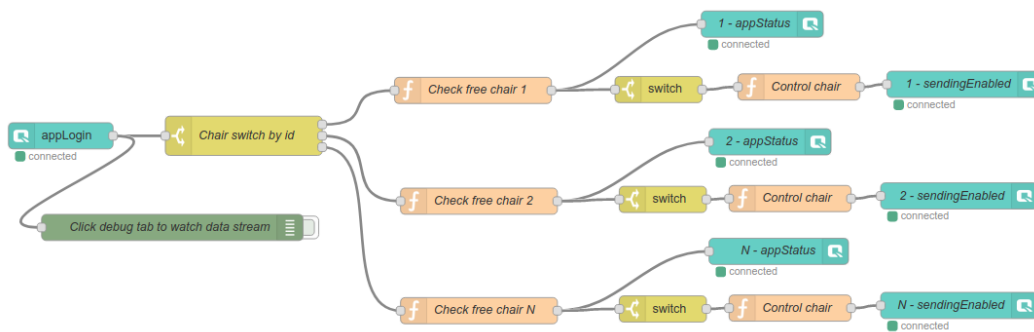 1 - appStatus
connected
Check free chair 1
switch
Control chair
1 - sendingEnabled
connected
appLogin
connected
Chair switch by id
2 - appStatus
connected
Check free chair 2
switch
Control chair
2 - sendingEnabled
connected
Click debug tab to watch data stream
N - appStatus
connected
Check free chair N
switch
Control chair
N - sendingEnabled
connected